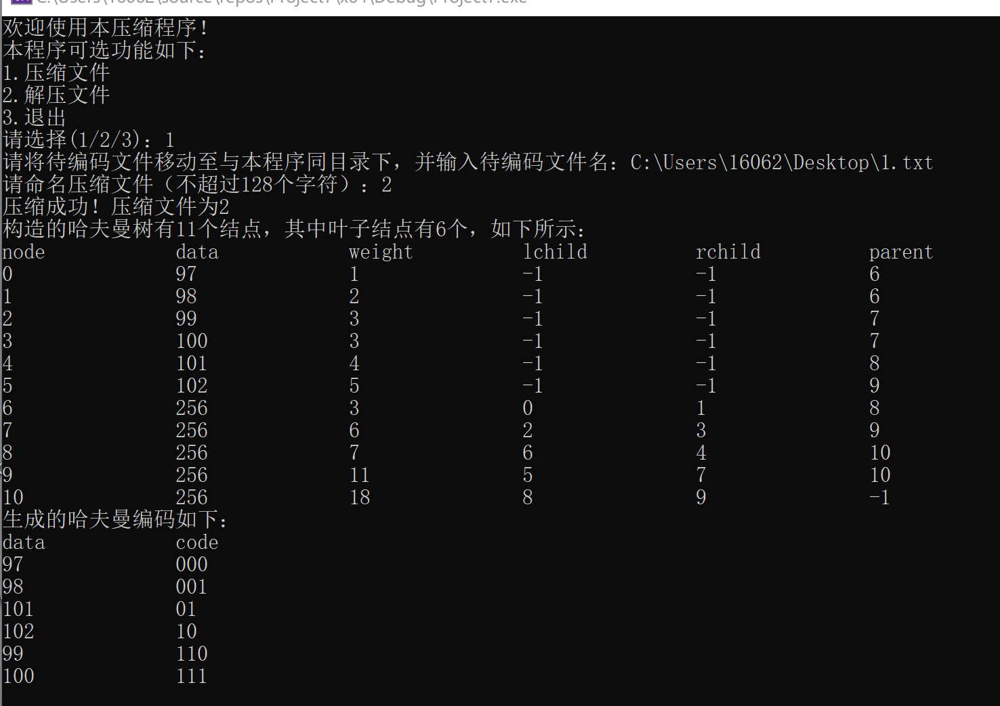 C:\Users\16062\source\repos\Project7\x64\Debug\Project7.exe
欢迎使用本压缩程序!
本程序可选功能如下:
1.压缩文件
2.解压文件
3.退出
请选择(1/2/3): 1
请将待编码文件移动至与本程序同目录下，并输入待编码文件名: C:\Users\16062\Desktop\1.txt
请命名压缩文件（不超过128个字符）: 2
压缩成功! 压缩文件为2
构造的哈夫曼树有11个结点，其中叶子结点有6个，如下所示:
node data weight lchild rchild parent
0 97 1 -1 -1 6
1 98 2 -1 -1 6
2 99 3 -1 -1 7
3 100 3 -1 -1 7
4 101 4 -1 -1 8
5 102 5 -1 -1 9
6 256 3 0 1 8
7 256 6 2 3 9
8 256 7 6 4 10
9 256 11 5 7 10
10 256 18 8 9 -1
生成的哈夫曼编码如下:
data code
97 000
98 001
101 01
102 10
99 110
100 111